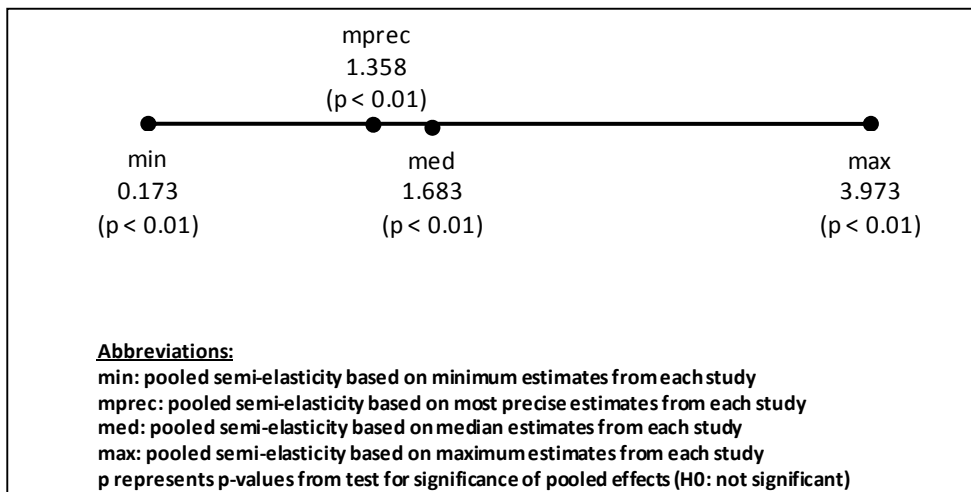 mprec
1.358
(p < 0.01)
min
0.173
(p < 0.01)
med
1.683
(p < 0.01)
max
3.973
(p < 0.01)
Abbreviations:
min: pooled semi-elasticity based on minimum estimates from each study
mprec: pooled semi-elasticity based on most precise estimates from each study
med: pooled semi-elasticity based on median estimates from each study
max: pooled semi-elasticity based on maximum estimates from each study
p represents p-values from test for significance of pooled effects (H0: not significant)